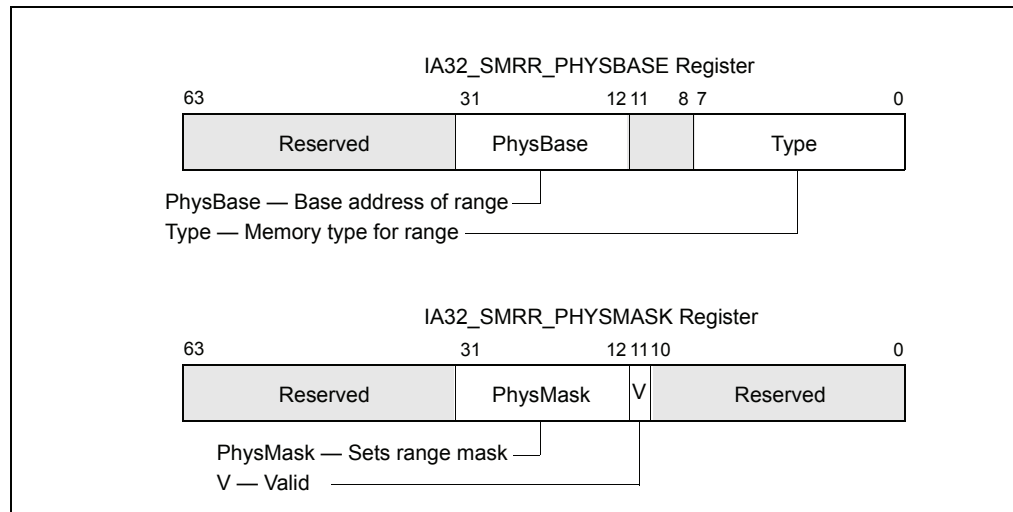 IA32_SMRR_PHYSBASE Register
63 31 12 11 8 7 0
Reserved PhysBase Type
PhysBase — Base address of range
Type — Memory type for range
IA32_SMRR_PHYSMASK Register
63 31 12 11 10 0
Reserved PhysMask V Reserved
PhysMask — Sets range mask
V — Valid